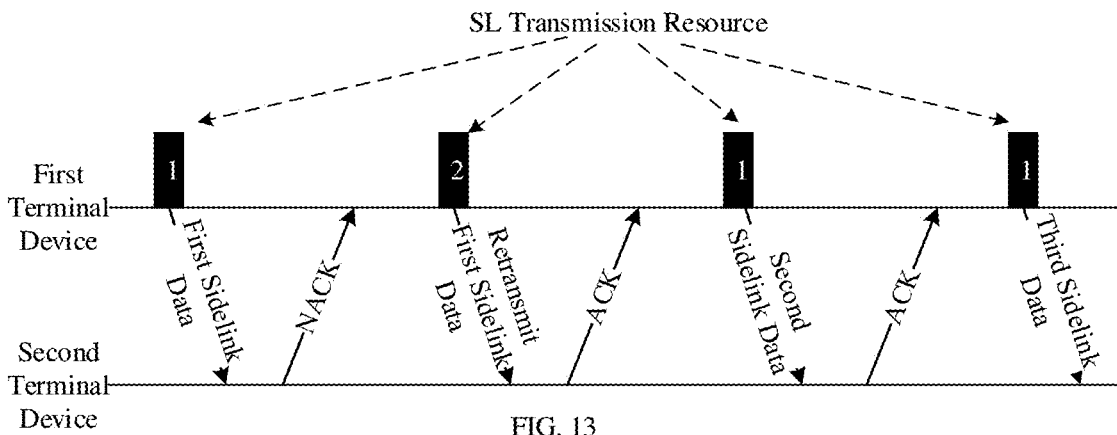 SL Transmission Resource
1
2
1
1
First
Terminal
Device
First Sidelink
Data
NACK
Retransmit
First Sidelink
Data
ACK
Second
Sidelink Data
ACK
Third Sidelink
Data
Second
Terminal
Device
FIG. 13